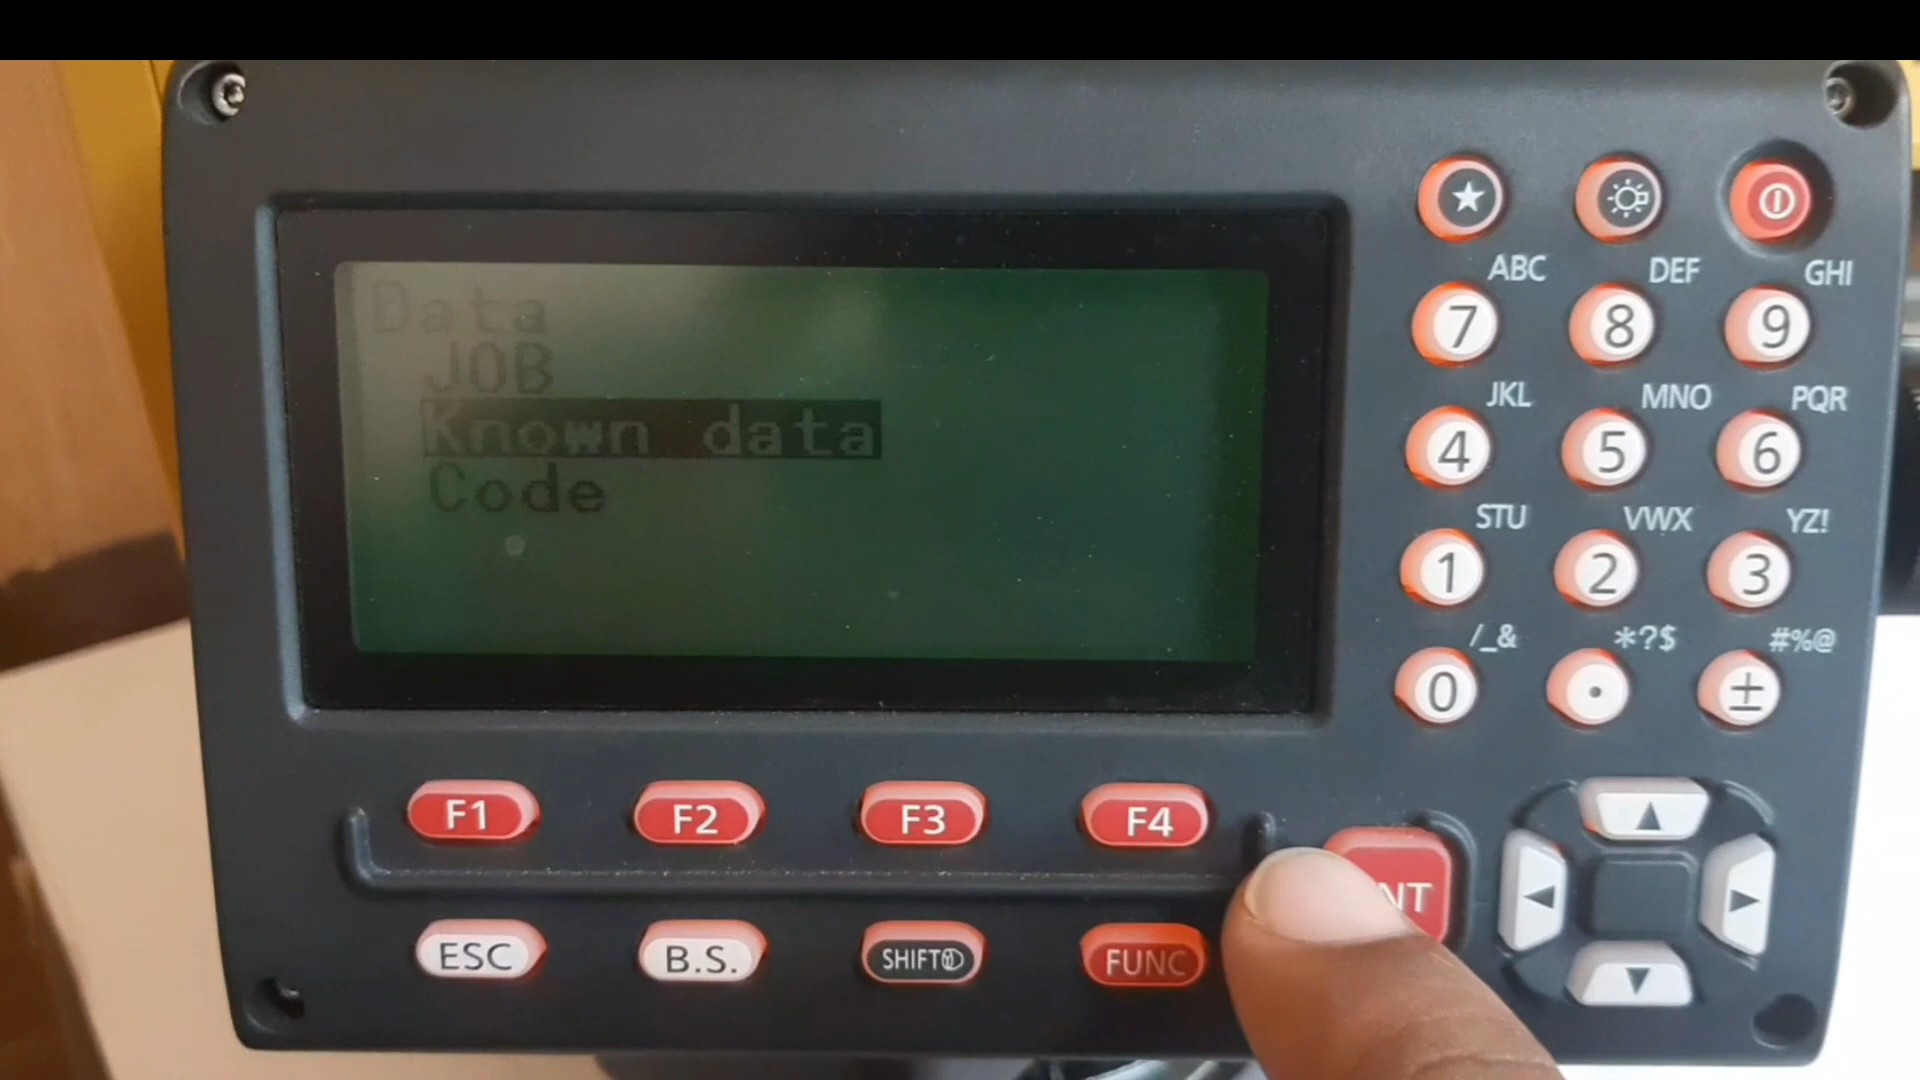 Data
JOB
Known data
Code
ABC DEF GHI
7 8 9
JKL MNO PQR
4 5 6
STU VWX YZ!
1 2 3
/_& *?$ #%@
0 . ±
F1 F2 F3 F4
ESC B.S. SHIFT FUNC